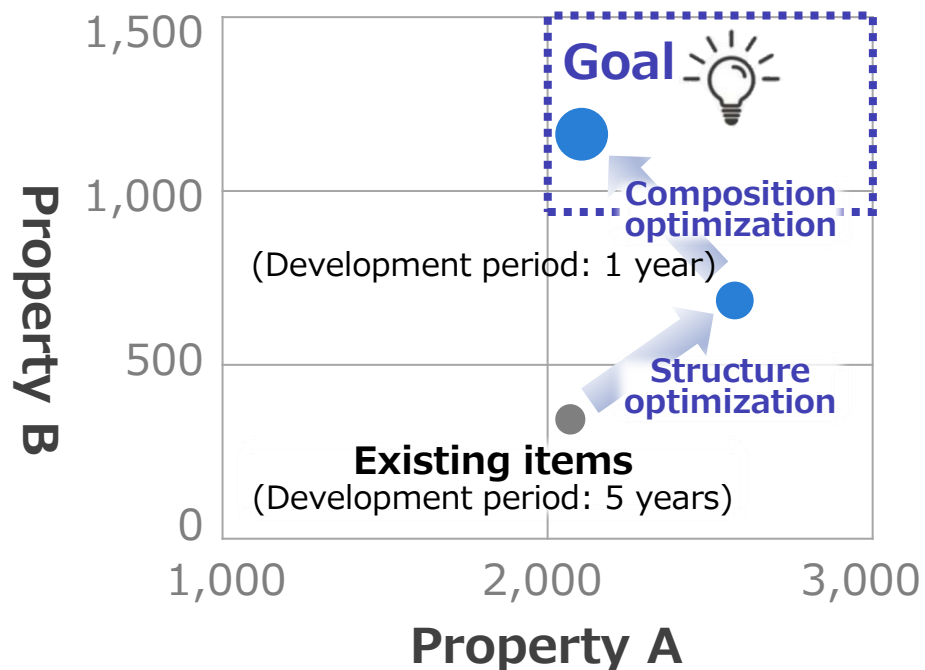 1,500
Goal
1,000
Composition
optimization
(Development period: 1 year)
Property B
500
Structure
optimization
Existing items
(Development period: 5 years)
0
1,000
2,000
3,000
Property A